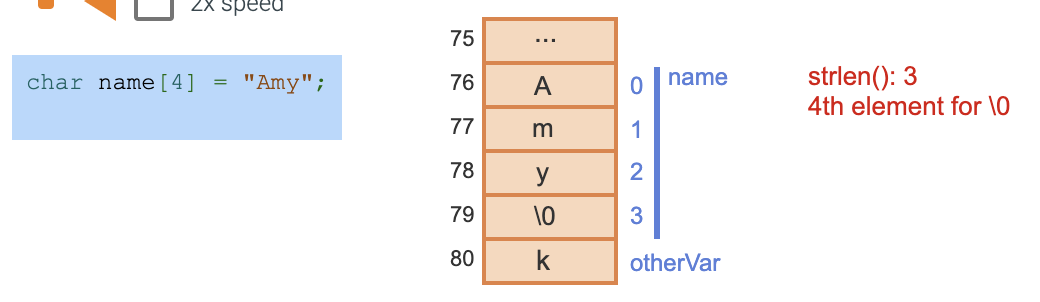 2x speed
char name[4] = "Amy";
75 ...
76 A 0 name
77 m 1
78 y 2
79 \0 3
80 k otherVar
strlen(): 3
4th element for \0